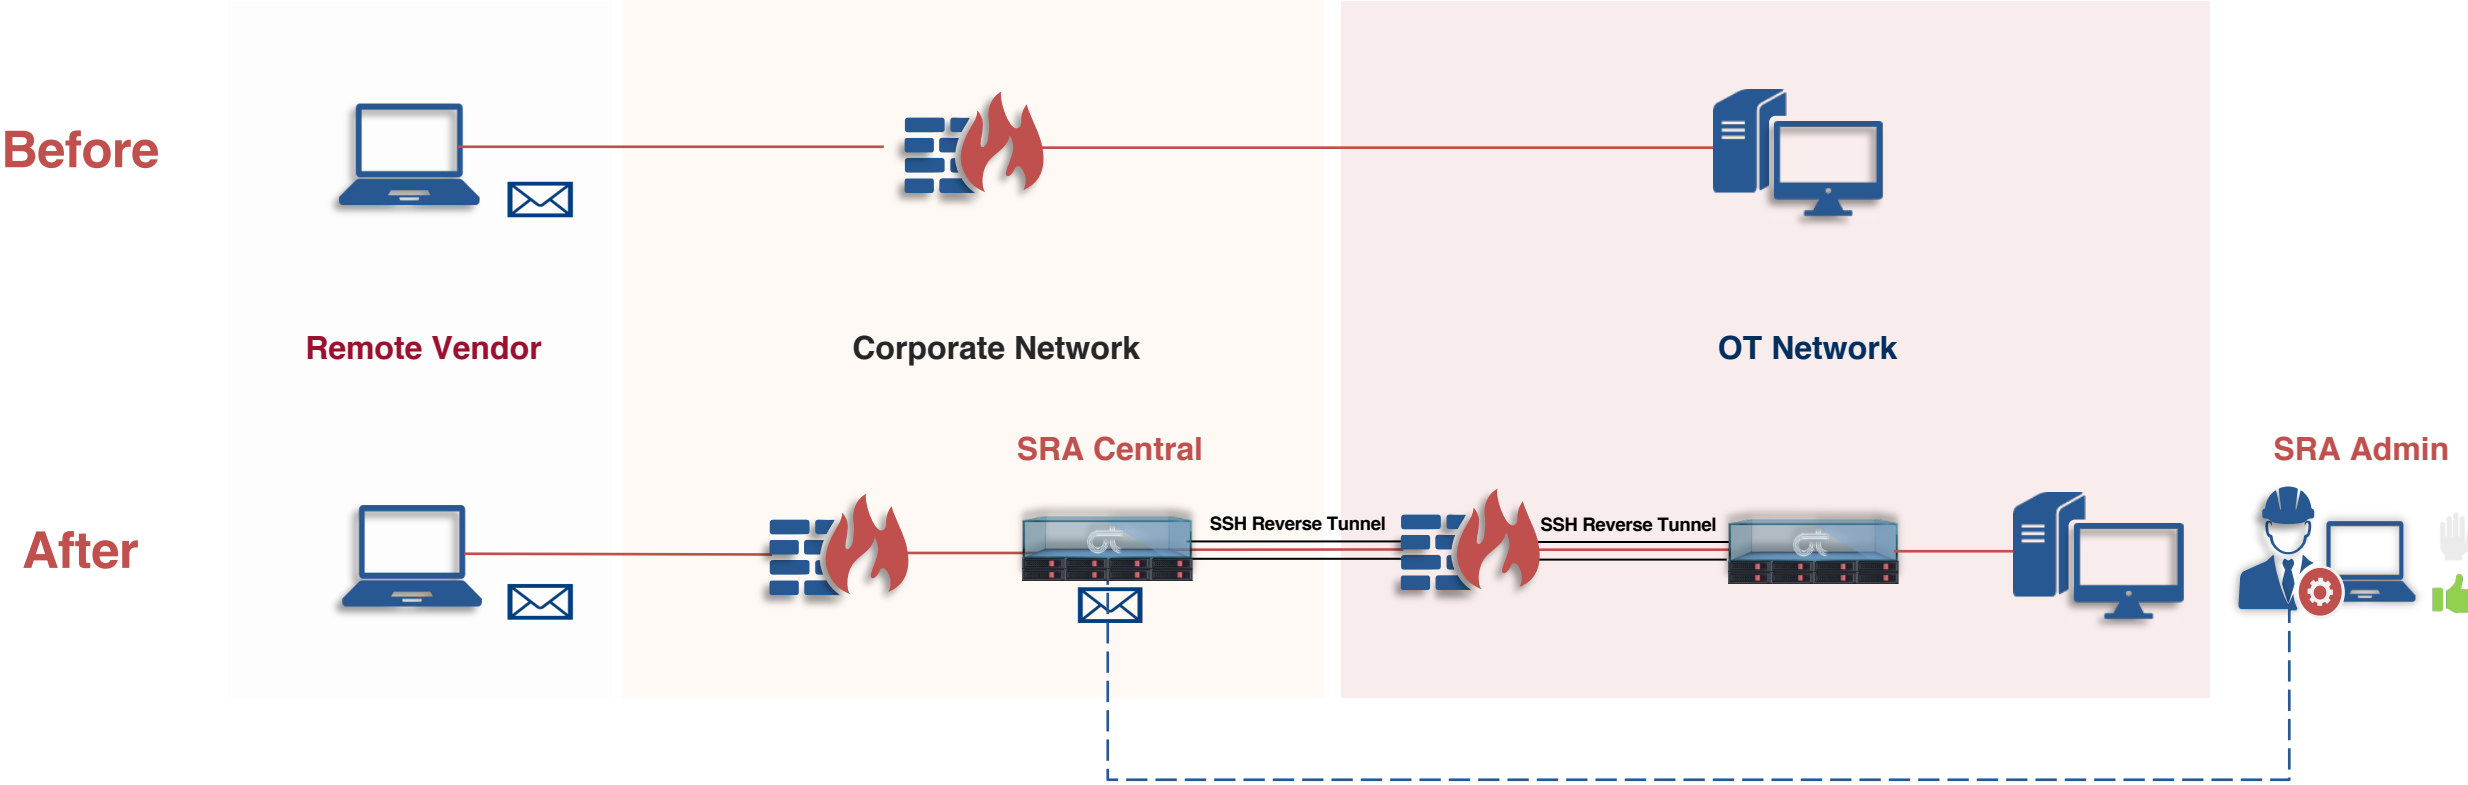 Before
Remote Vendor
Corporate Network
OT Network
SRA Central
SRA Admin
After
SSH Reverse Tunnel
SSH Reverse Tunnel